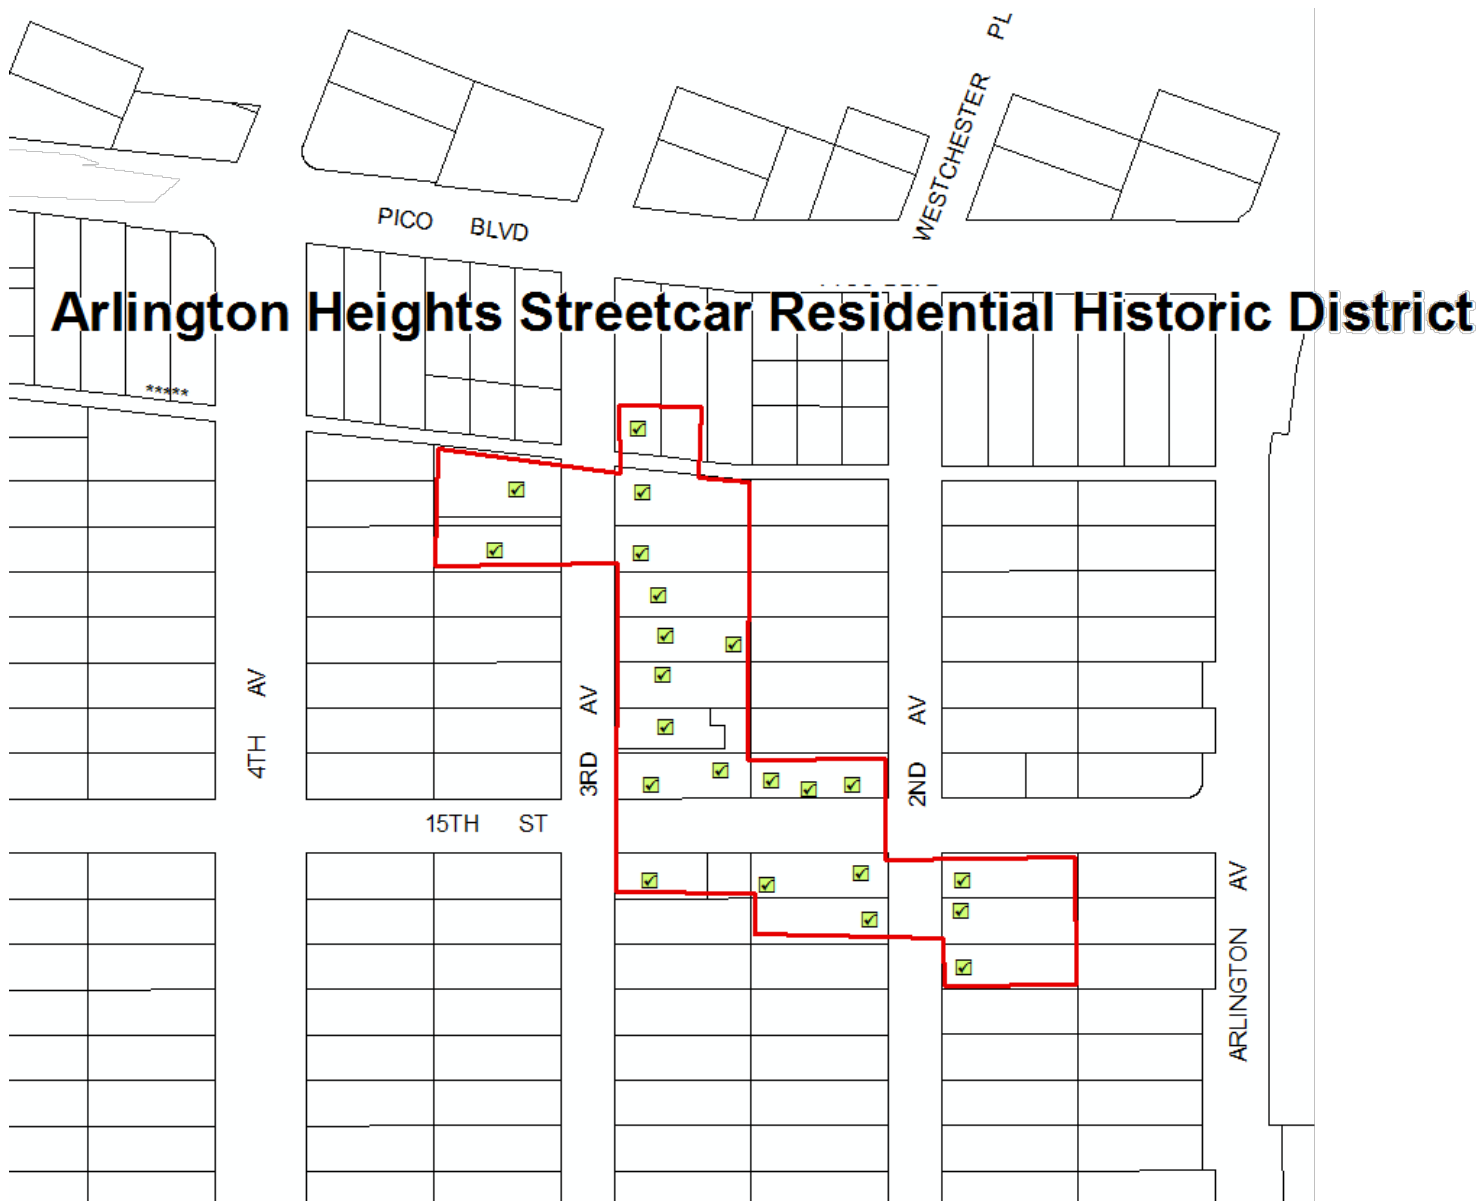 WESTCHESTER PL
PICO BLVD
Arlington Heights Streetcar Residential Historic District
*****
4TH AV
3RD AV
2ND AV
15TH ST
ARLINGTON AV